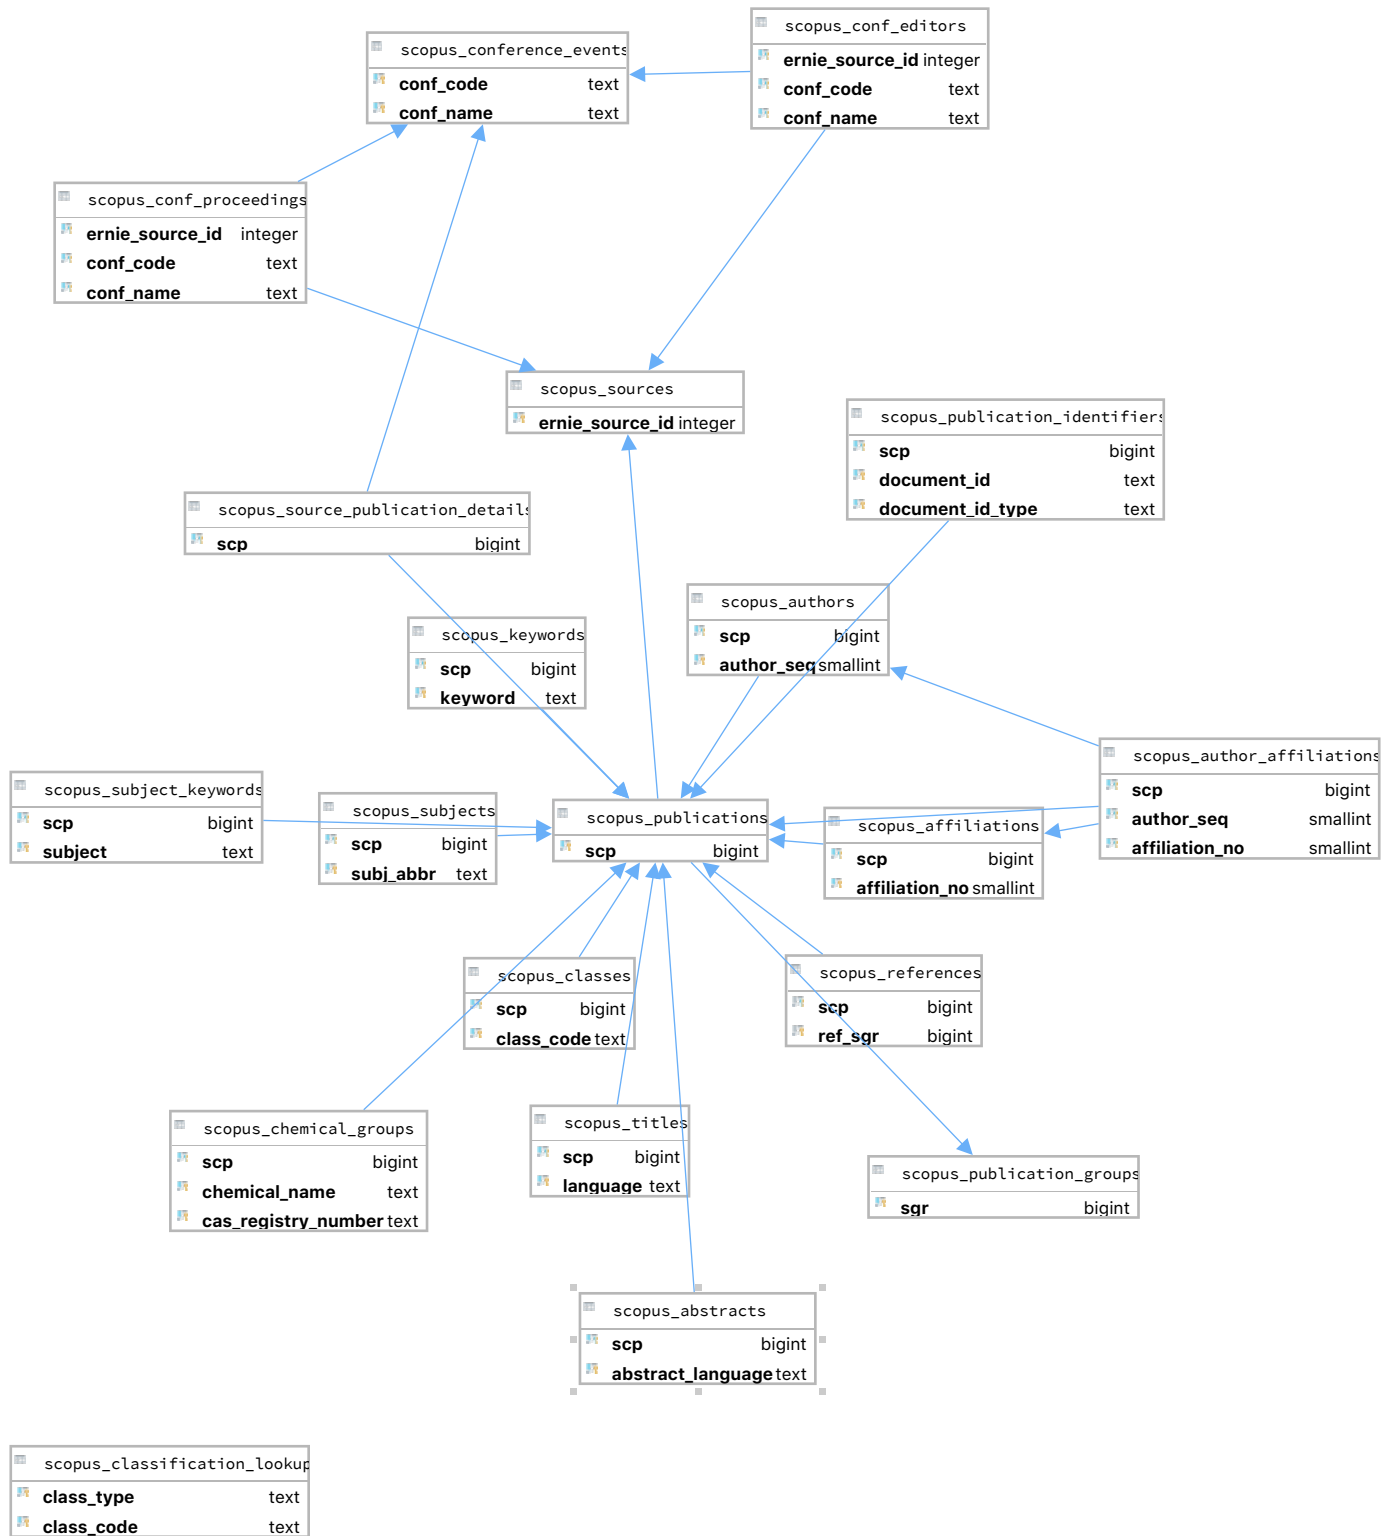 scopus_conference_events
conf_code text
conf_name text
scopus_conf_editors
ernie_source_id integer
conf_code text
conf_name text
scopus_conf_proceedings
ernie_source_id integer
conf_code text
conf_name text
scopus_sources
ernie_source_id integer
scopus_publication_identifiers
scp bigint
document_id text
document_id_type text
scopus_source_publication_details
scp bigint
scopus_authors
scp bigint
author_seq smallint
scopus_keywords
scp bigint
keyword text
scopus_author_affiliations
scp bigint
author_seq smallint
affiliation_no smallint
scopus_subject_keywords
scp bigint
subject text
scopus_subjects
scp bigint
subj_abbr text
scopus_publications
scp bigint
scopus_affiliations
scp bigint
affiliation_no smallint
scopus_classes
scp bigint
class_code text
scopus_references
scp bigint
ref_sgr bigint
scopus_chemical_groups
scp bigint
chemical_name text
cas_registry_number text
scopus_titles
scp bigint
language text
scopus_publication_groups
sgr bigint
scopus_abstracts
scp bigint
abstract_language text
scopus_classification_lookup
class_type text
class_code text